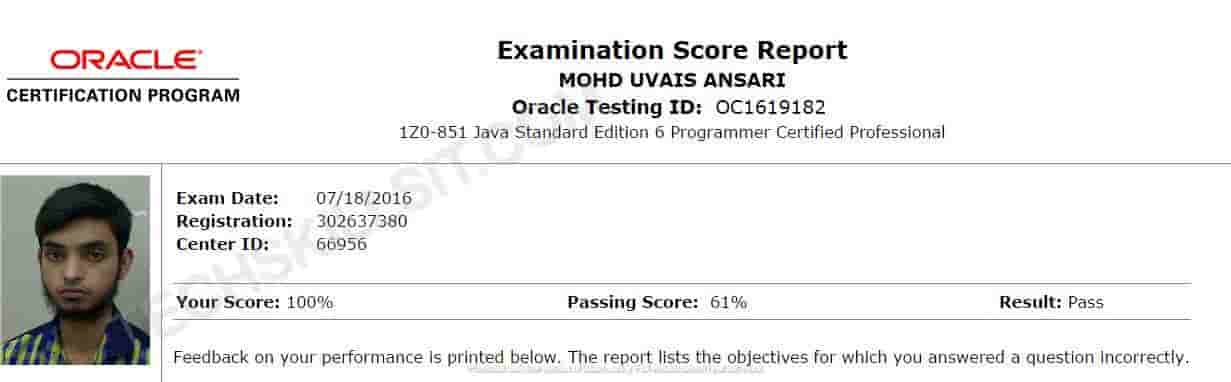 ORACLE
CERTIFICATION PROGRAM
Examination Score Report
MOHD UVAIS ANSARI
Oracle Testing ID: OC1619182
1Z0-851 Java Standard Edition 6 Programmer Certified Professional
Exam Date: 07/18/2016
Registration: 302637380
Center ID: 66956
Your Score: 100% Passing Score: 61% Result: Pass
Feedback on your performance is printed below. The report lists the objectives for which you answered a question incorrectly.